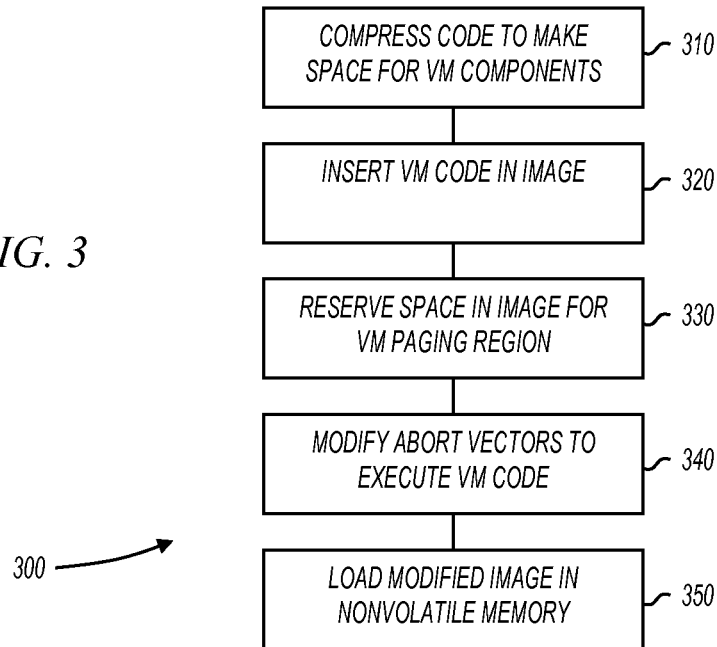 COMPRESS CODE TO MAKE
SPACE FOR VM COMPONENTS
310
INSERT VM CODE IN IMAGE
320
IG. 3
RESERVE SPACE IN IMAGE FOR
VM PAGING REGION
330
MODIFY ABORT VECTORS TO
EXECUTE VM CODE
340
300
LOAD MODIFIED IMAGE IN
NONVOLATILE MEMORY
350